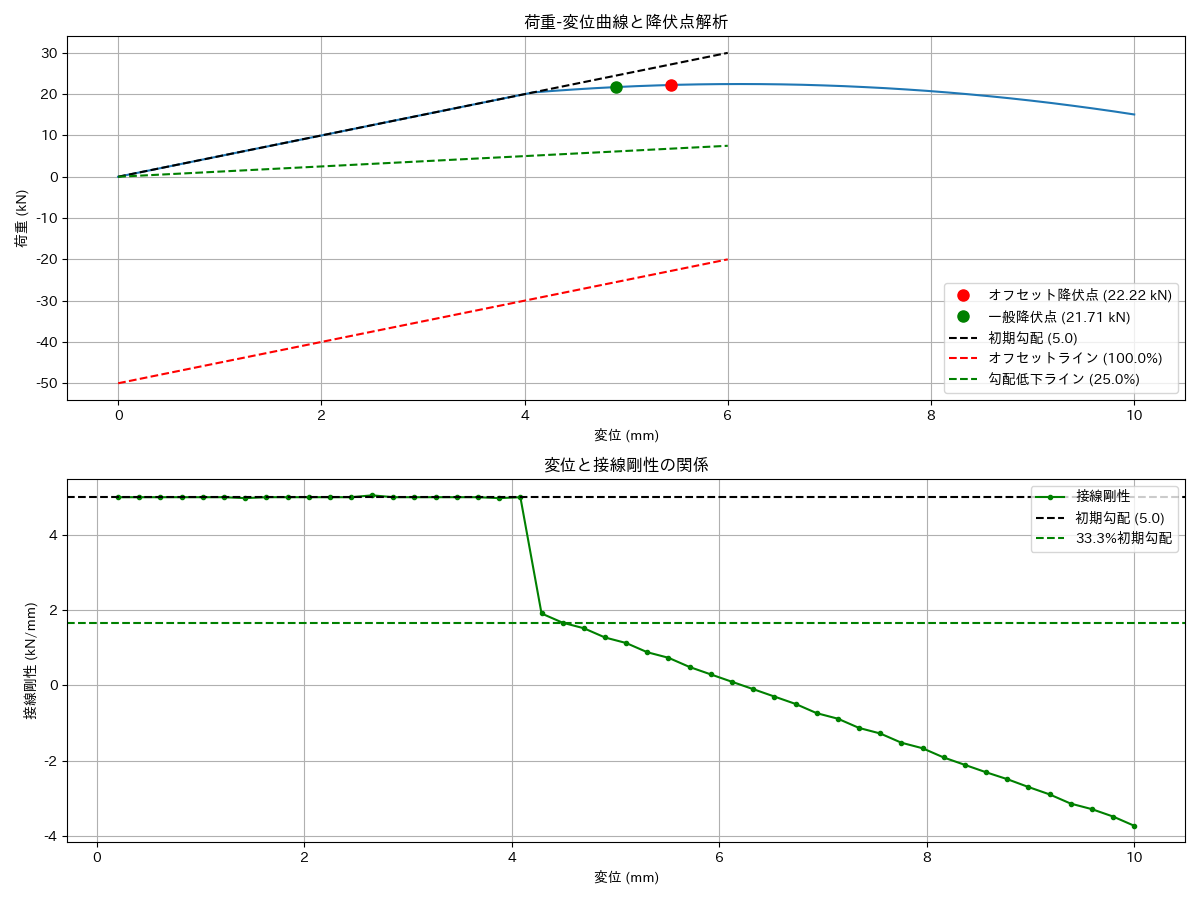 荷重-変位曲線と降伏点解析
荷重 (kN)
30
20
10
0
-10
-20
-30
-40
-50
オフセット降伏点 (22.22 kN)
一般降伏点 (21.71 kN)
初期勾配 (5.0)
オフセットライン (100.0%)
勾配低下ライン (25.0%)
0 2 4 6 8 10
変位 (mm)
変位と接線剛性の関係
接線剛性 (kN/mm)
4
2
0
-2
-4
接線剛性
初期勾配 (5.0)
33.3%初期勾配
0 2 4 6 8 10
変位 (mm)